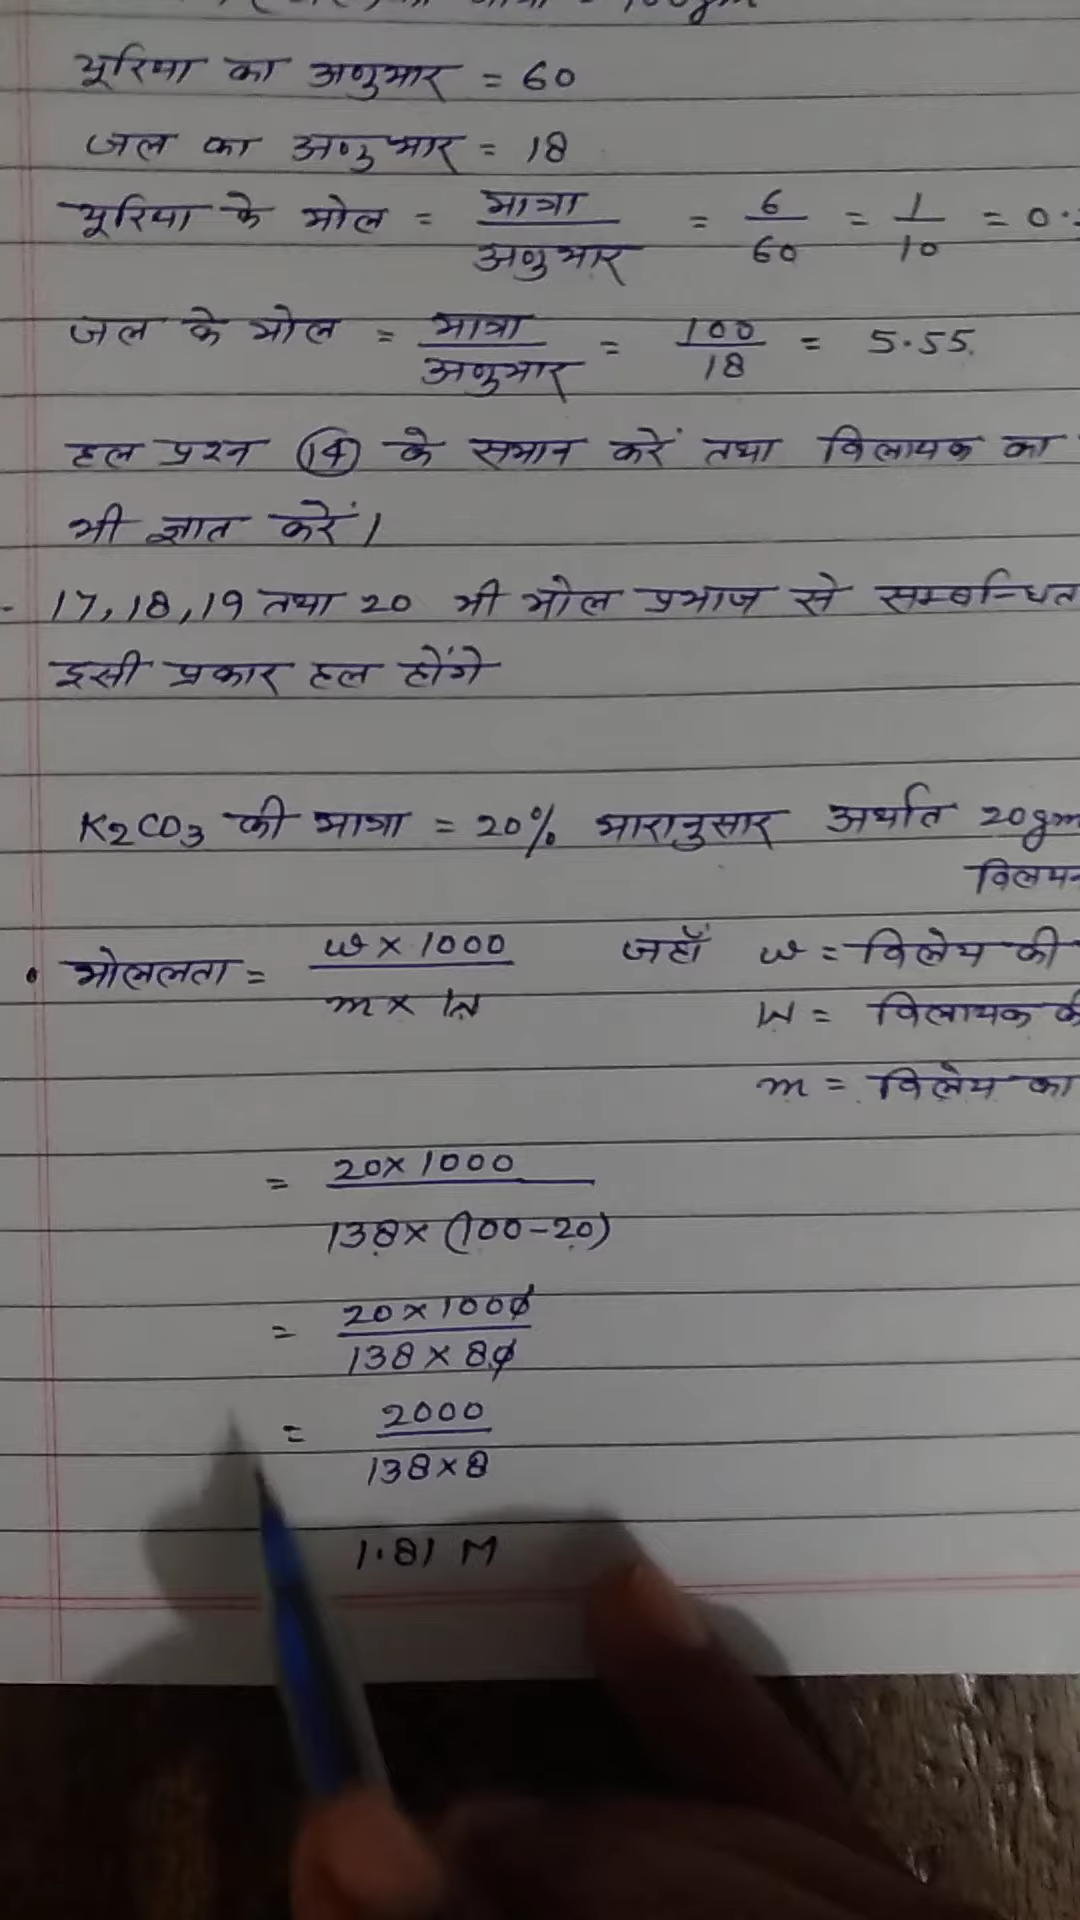 यूरिया का अणुभार = 60
जल का अणुभार = 18
यूरिया के मोल = मात्रा / अणुभार = 6 / 60 = 1 / 10 = 0.
जल के मोल = मात्रा / अणुभार = 100 / 18 = 5.55
हल प्रश्न (14) के समान करें तथा विलायक का
भी ज्ञात करें।
17, 18, 19 तथा 20 भी मोल प्रभाज से सम्बन्धित
इसी प्रकार हल होंगे
K2CO3 की मात्रा = 20% भारानुसार अर्थात 20gm
विलय
मोललता = w × 1000 / m × W जहाँ w = विलेय की
W = विलायक क
m = विलेय का
= 20 × 1000 / 138 × (100-20)
= 20 × 1000 / 138 × 80
= 2000 / 138 × 8
1.81 M